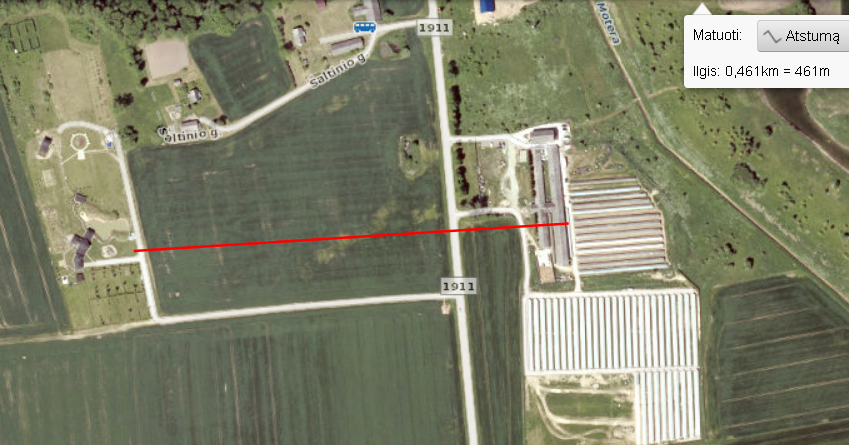 1911
Motera
Matuoti:
Atstumą
Ilgis: 0,461km = 461m
Šaltinio g.
Šaltinio g.
1911